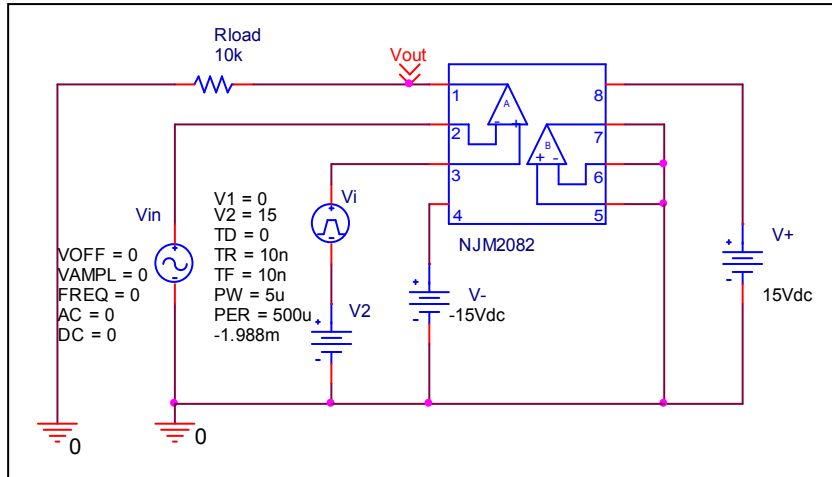 Rload
10k
Vout
1
2
3
4
8
7
6
5
A
- +
B
+ -
NJM2082
Vin
VOFF = 0
VAMPL = 0
FREQ = 0
AC = 0
DC = 0
Vi
V1 = 0
V2 = 15
TD = 0
TR = 10n
TF = 10n
PW = 5u
PER = 500u
-1.988m
+
-
V2
+
-
V-
-15Vdc
+
-
V+
15Vdc
+
-
0
0